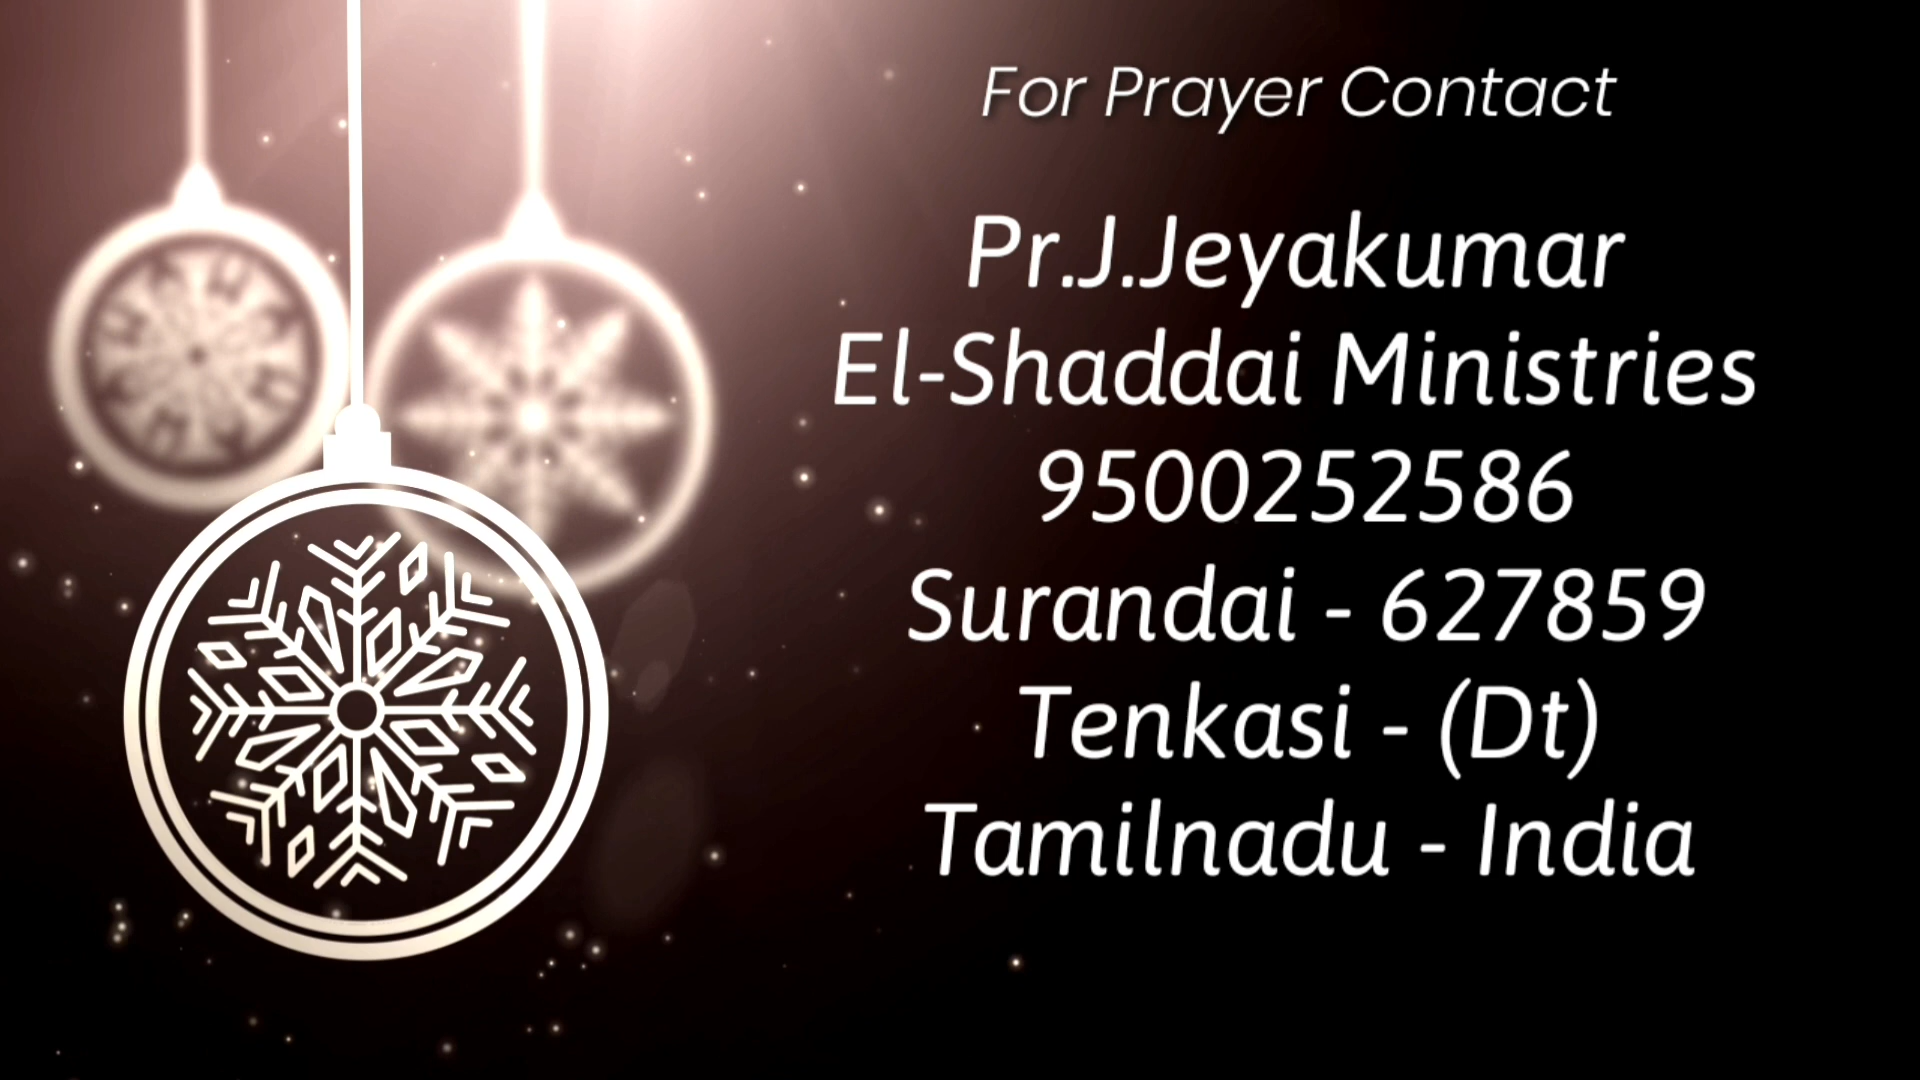 For Prayer Contact
Pr.J.Jeyakumar
El-Shaddai Ministries
9500252586
Surandai - 627859
Tenkasi - (Dt)
Tamilnadu - India